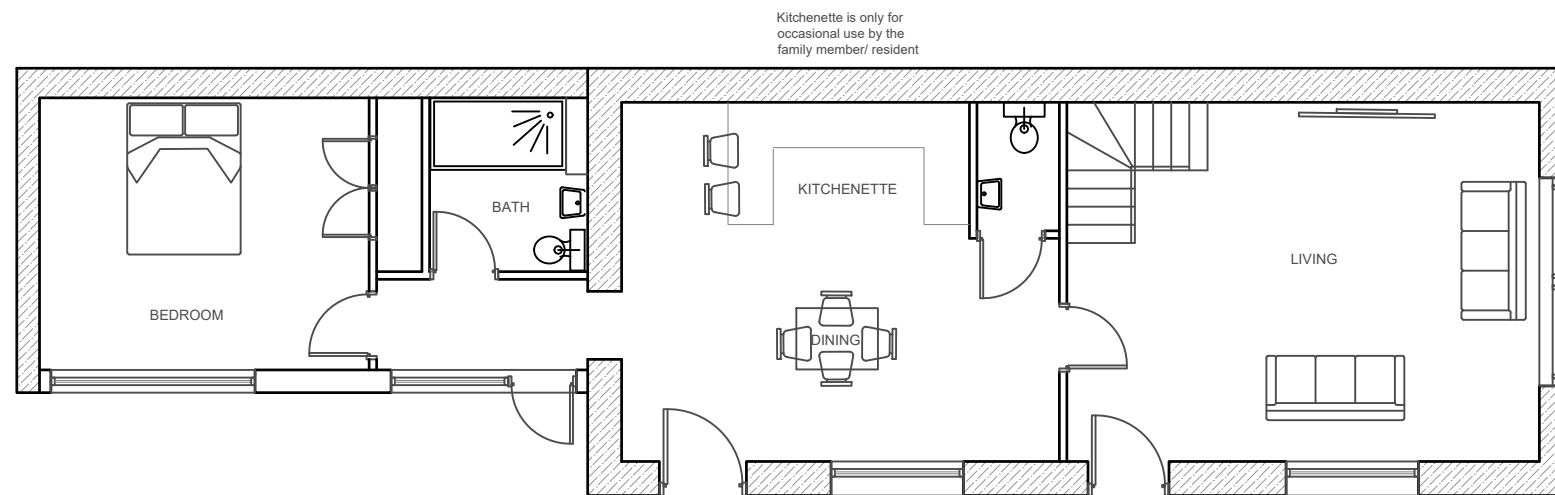 Kitchenette is only for
occasional use by the
family member/ resident
KITCHENETTE
BATH
LIVING
BEDROOM
DINING